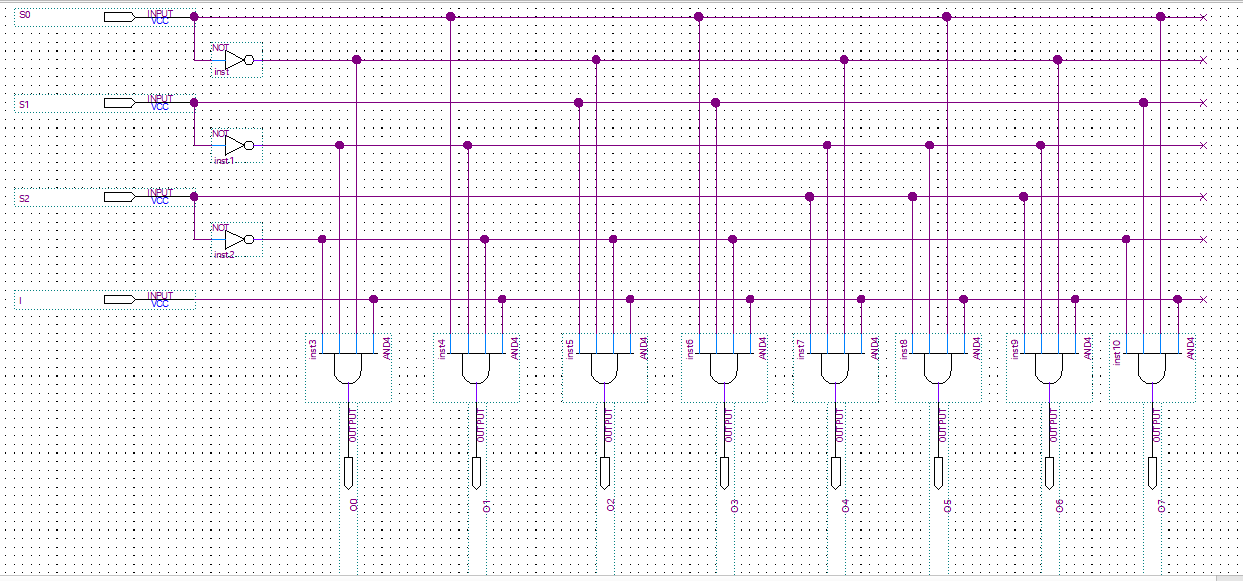 S0 INPUT
VCC
NOT
inst
S1 INPUT
VCC
NOT
inst1
S2 INPUT
VCC
NOT
inst2
I INPUT
VCC
inst3 AND4
inst4 AND4
inst5 AND4
inst6 AND4
inst7 AND4
inst8 AND4
inst9 AND4
inst10 AND4
OUTPUT
OUTPUT
OUTPUT
OUTPUT
OUTPUT
OUTPUT
OUTPUT
OUTPUT
O0
O1
O2
O3
O4
O5
O6
O7